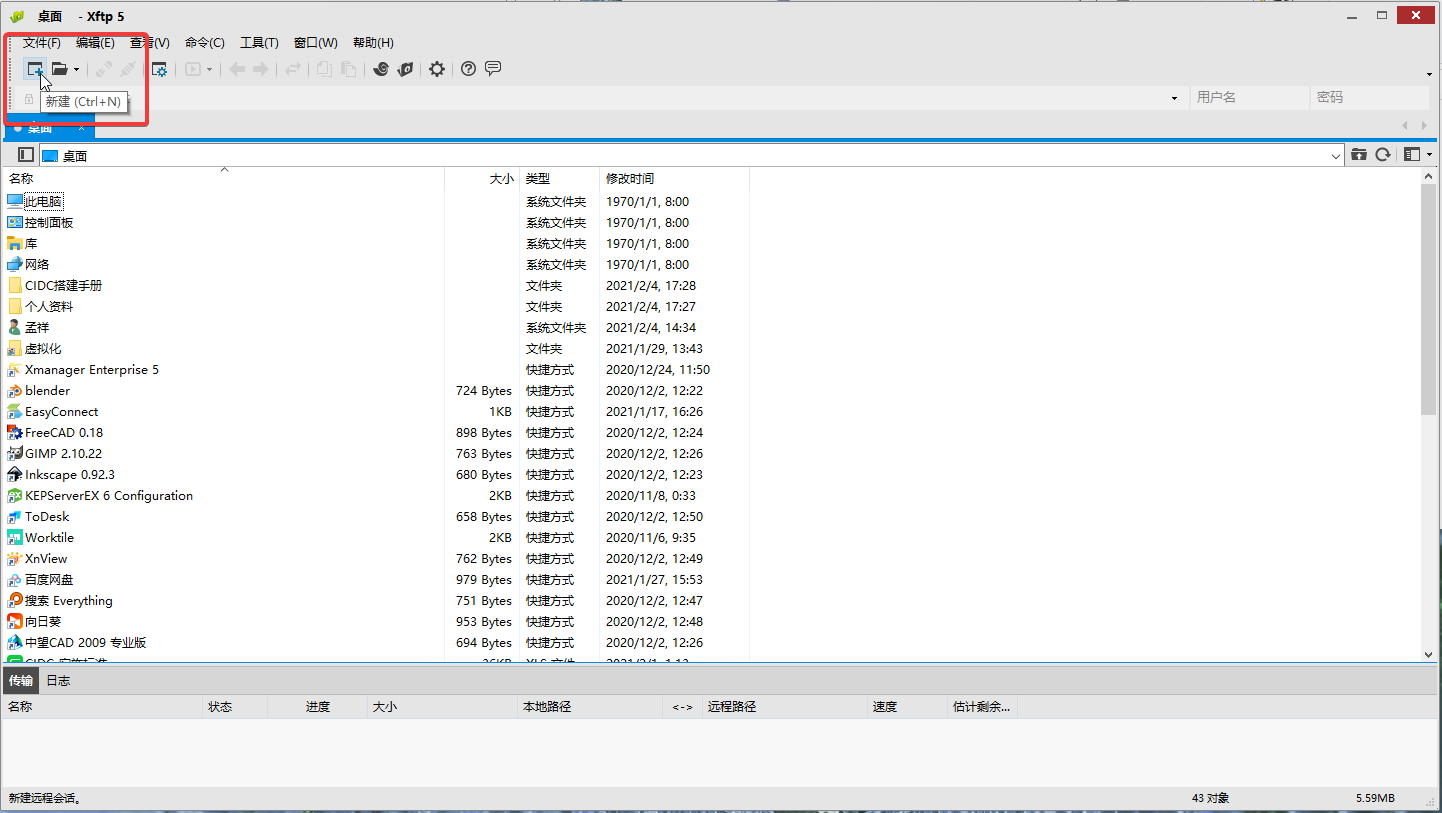 桌面 - Xftp 5
文件(F) 编辑(E) 查看(V) 命令(C) 工具(T) 窗口(W) 帮助(H)
新建 (Ctrl+N)
用户名 密码
桌面
桌面
名称 大小 类型 修改时间
此电脑 系统文件夹 1970/1/1, 8:00
控制面板 系统文件夹 1970/1/1, 8:00
库 系统文件夹 1970/1/1, 8:00
网络 系统文件夹 1970/1/1, 8:00
CIDC搭建手册 文件夹 2021/2/4, 17:28
个人资料 文件夹 2021/2/4, 17:27
孟祥 系统文件夹 2021/2/4, 14:34
虚拟化 文件夹 2021/1/29, 13:43
Xmanager Enterprise 5 快捷方式 2020/12/24, 11:50
blender 724 Bytes 快捷方式 2020/12/2, 12:22
EasyConnect 1KB 快捷方式 2021/1/17, 16:26
FreeCAD 0.18 898 Bytes 快捷方式 2020/12/2, 12:24
GIMP 2.10.22 763 Bytes 快捷方式 2020/12/2, 12:26
Inkscape 0.92.3 680 Bytes 快捷方式 2020/12/2, 12:23
KEPServerEX 6 Configuration 2KB 快捷方式 2020/11/8, 0:33
ToDesk 658 Bytes 快捷方式 2020/12/2, 12:50
Worktile 2KB 快捷方式 2020/11/6, 9:35
XnView 762 Bytes 快捷方式 2020/12/2, 12:49
百度网盘 979 Bytes 快捷方式 2021/1/27, 15:53
搜索 Everything 751 Bytes 快捷方式 2020/12/2, 12:47
向日葵 953 Bytes 快捷方式 2020/12/2, 12:48
中望CAD 2009 专业版 694 Bytes 快捷方式 2020/12/2, 12:26
传输 日志
名称 状态 进度 大小 本地路径 <-> 远程路径 速度 估计剩余...
新建远程会话。 43 对象 5.59MB